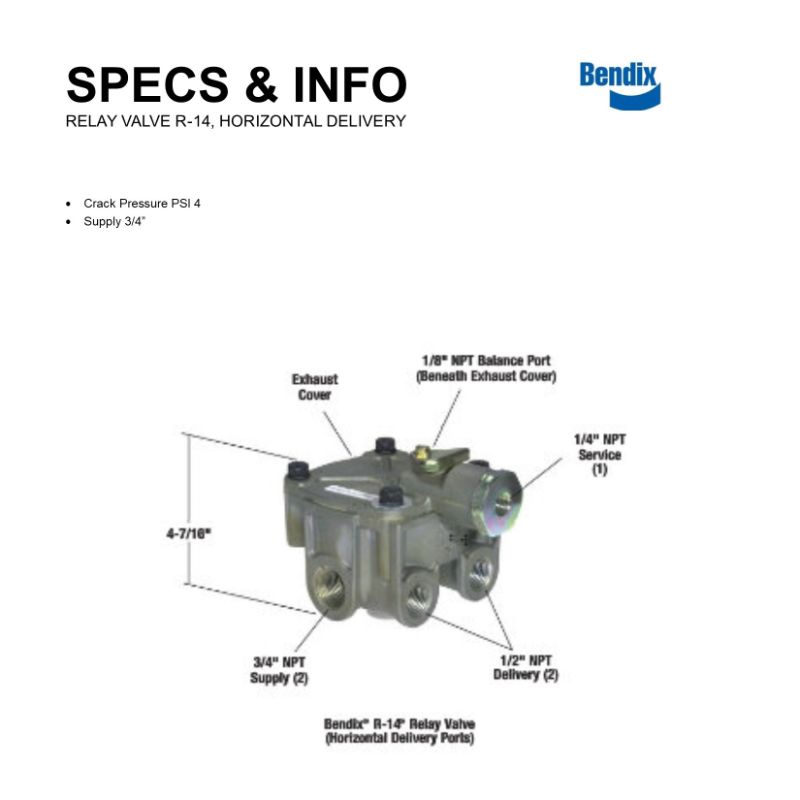 SPECS & INFO
RELAY VALVE R-14, HORIZONTAL DELIVERY
Bendix
• Crack Pressure PSI 4
• Supply 3/4”
1/8" NPT Balance Port
(Beneath Exhaust Cover)
Exhaust
Cover
1/4" NPT
Service
(1)
4-7/16"
3/4" NPT
Supply (2)
1/2" NPT
Delivery (2)
Bendix® R-14® Relay Valve
(Horizontal Delivery Ports)